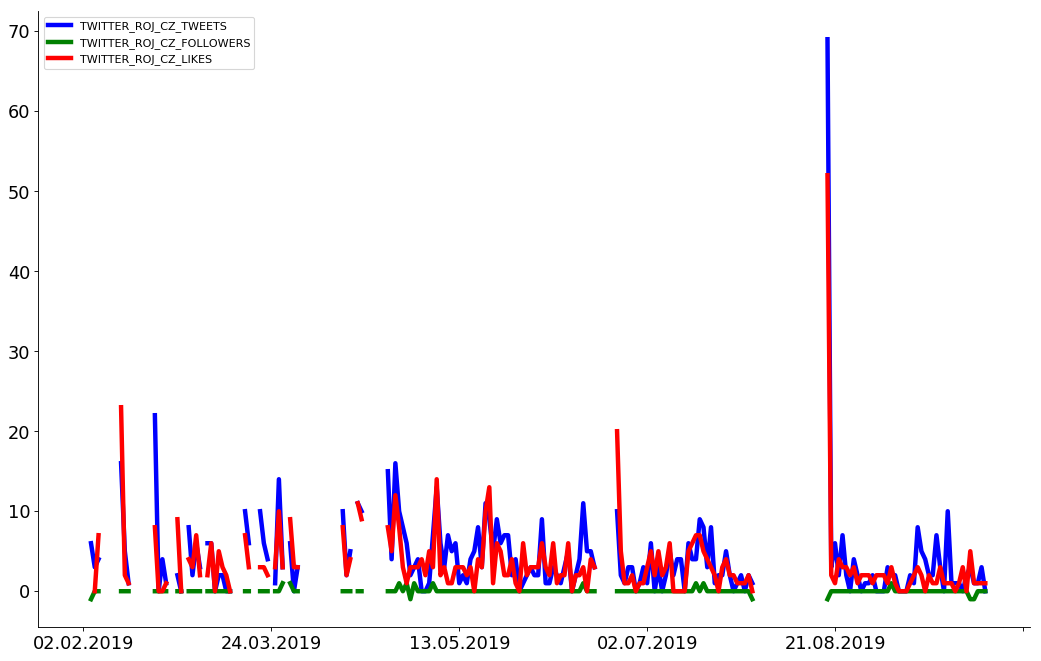 70
60
50
40
30
20
10
0
TWITTER_ROJ_CZ_TWEETS
TWITTER_ROJ_CZ_FOLLOWERS
TWITTER_ROJ_CZ_LIKES
02.02.2019 24.03.2019 13.05.2019 02.07.2019 21.08.2019